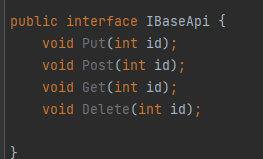 public interface IBaseApi {
    void Put(int id);
    void Post(int id);
    void Get(int id);
    void Delete(int id);
}